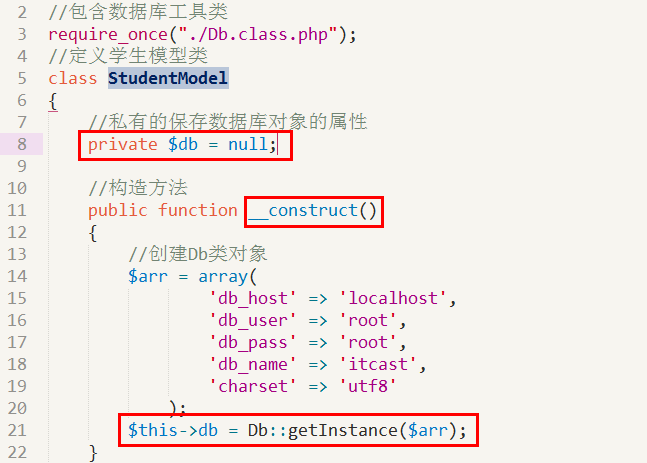 2 //包含数据库工具类
3 require_once("./Db.class.php");
4 //定义学生模型类
5 class StudentModel
6 {
7 //私有的保存数据库对象的属性
8 private $db = null;
9
10 //构造方法
11 public function __construct()
12 {
13 //创建Db类对象
14 $arr = array(
15 'db_host' => 'localhost',
16 'db_user' => 'root',
17 'db_pass' => 'root',
18 'db_name' => 'itcast',
19 'charset' => 'utf8'
20 );
21 $this->db = Db::getInstance($arr);
22 }